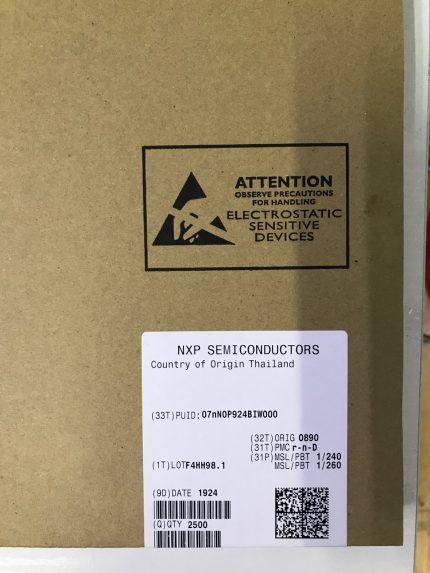 ATTENTION
OBSERVE PRECAUTIONS
FOR HANDLING
ELECTROSTATIC
SENSITIVE
DEVICES
NXP SEMICONDUCTORS
Country of Origin Thailand
(33T)PUID:07nNOP924BIW000
(32T)ORIG 0890
(31T)PMC r-n-D
(31P)MSL/PBT 1/240
(1T)LOTF4HH98.1 MSL/PBT 1/260
(9D)DATE 1924
(Q)QTY 2500